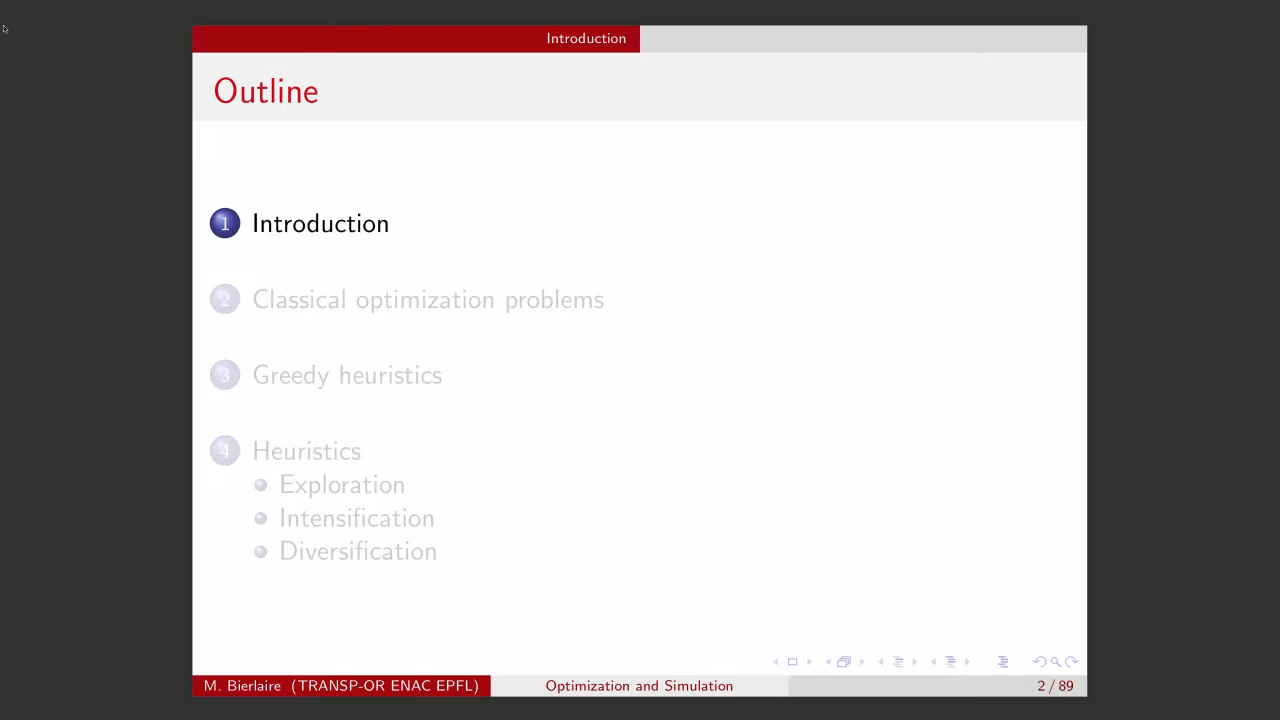 Introduction
Outline
1 Introduction
2 Classical optimization problems
3 Greedy heuristics
4 Heuristics
Exploration
Intensification
Diversification
M. Bierlaire (TRANSP-OR ENAC EPFL) Optimization and Simulation 2 / 89